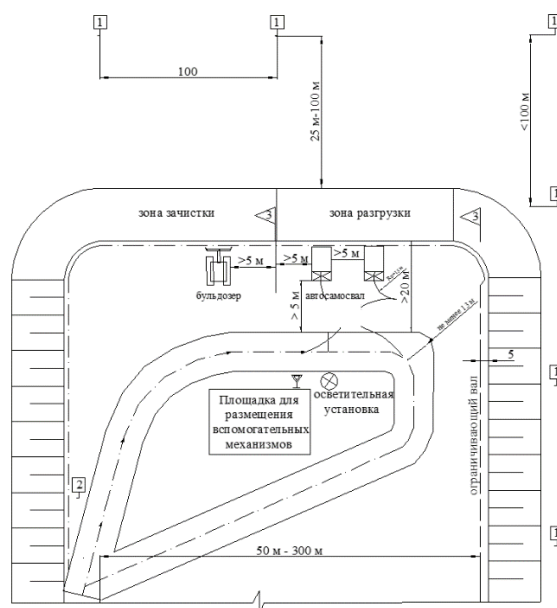 1
1
1
100
25 м-100 м
<100 м
1
зона зачистки
3
зона разгрузки
3
>5 м
>5 м
>5 м
бульдозер
автосамосвал
>5 м
>20 м
не менее
1
5
Площадка для
размещения
вспомогательных
механизмов
осветительная
установка
ограничивающий вал
2
1
50 м - 300 м